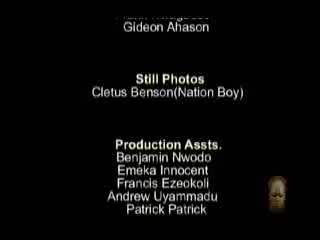 Gideon Ahason
Still Photos
Cletus Benson(Nation Boy)
Production Assts.
Benjamin Nwodo
Emeka Innocent
Francis Ezeokoli
Andrew Uyammadu
Patrick Patrick